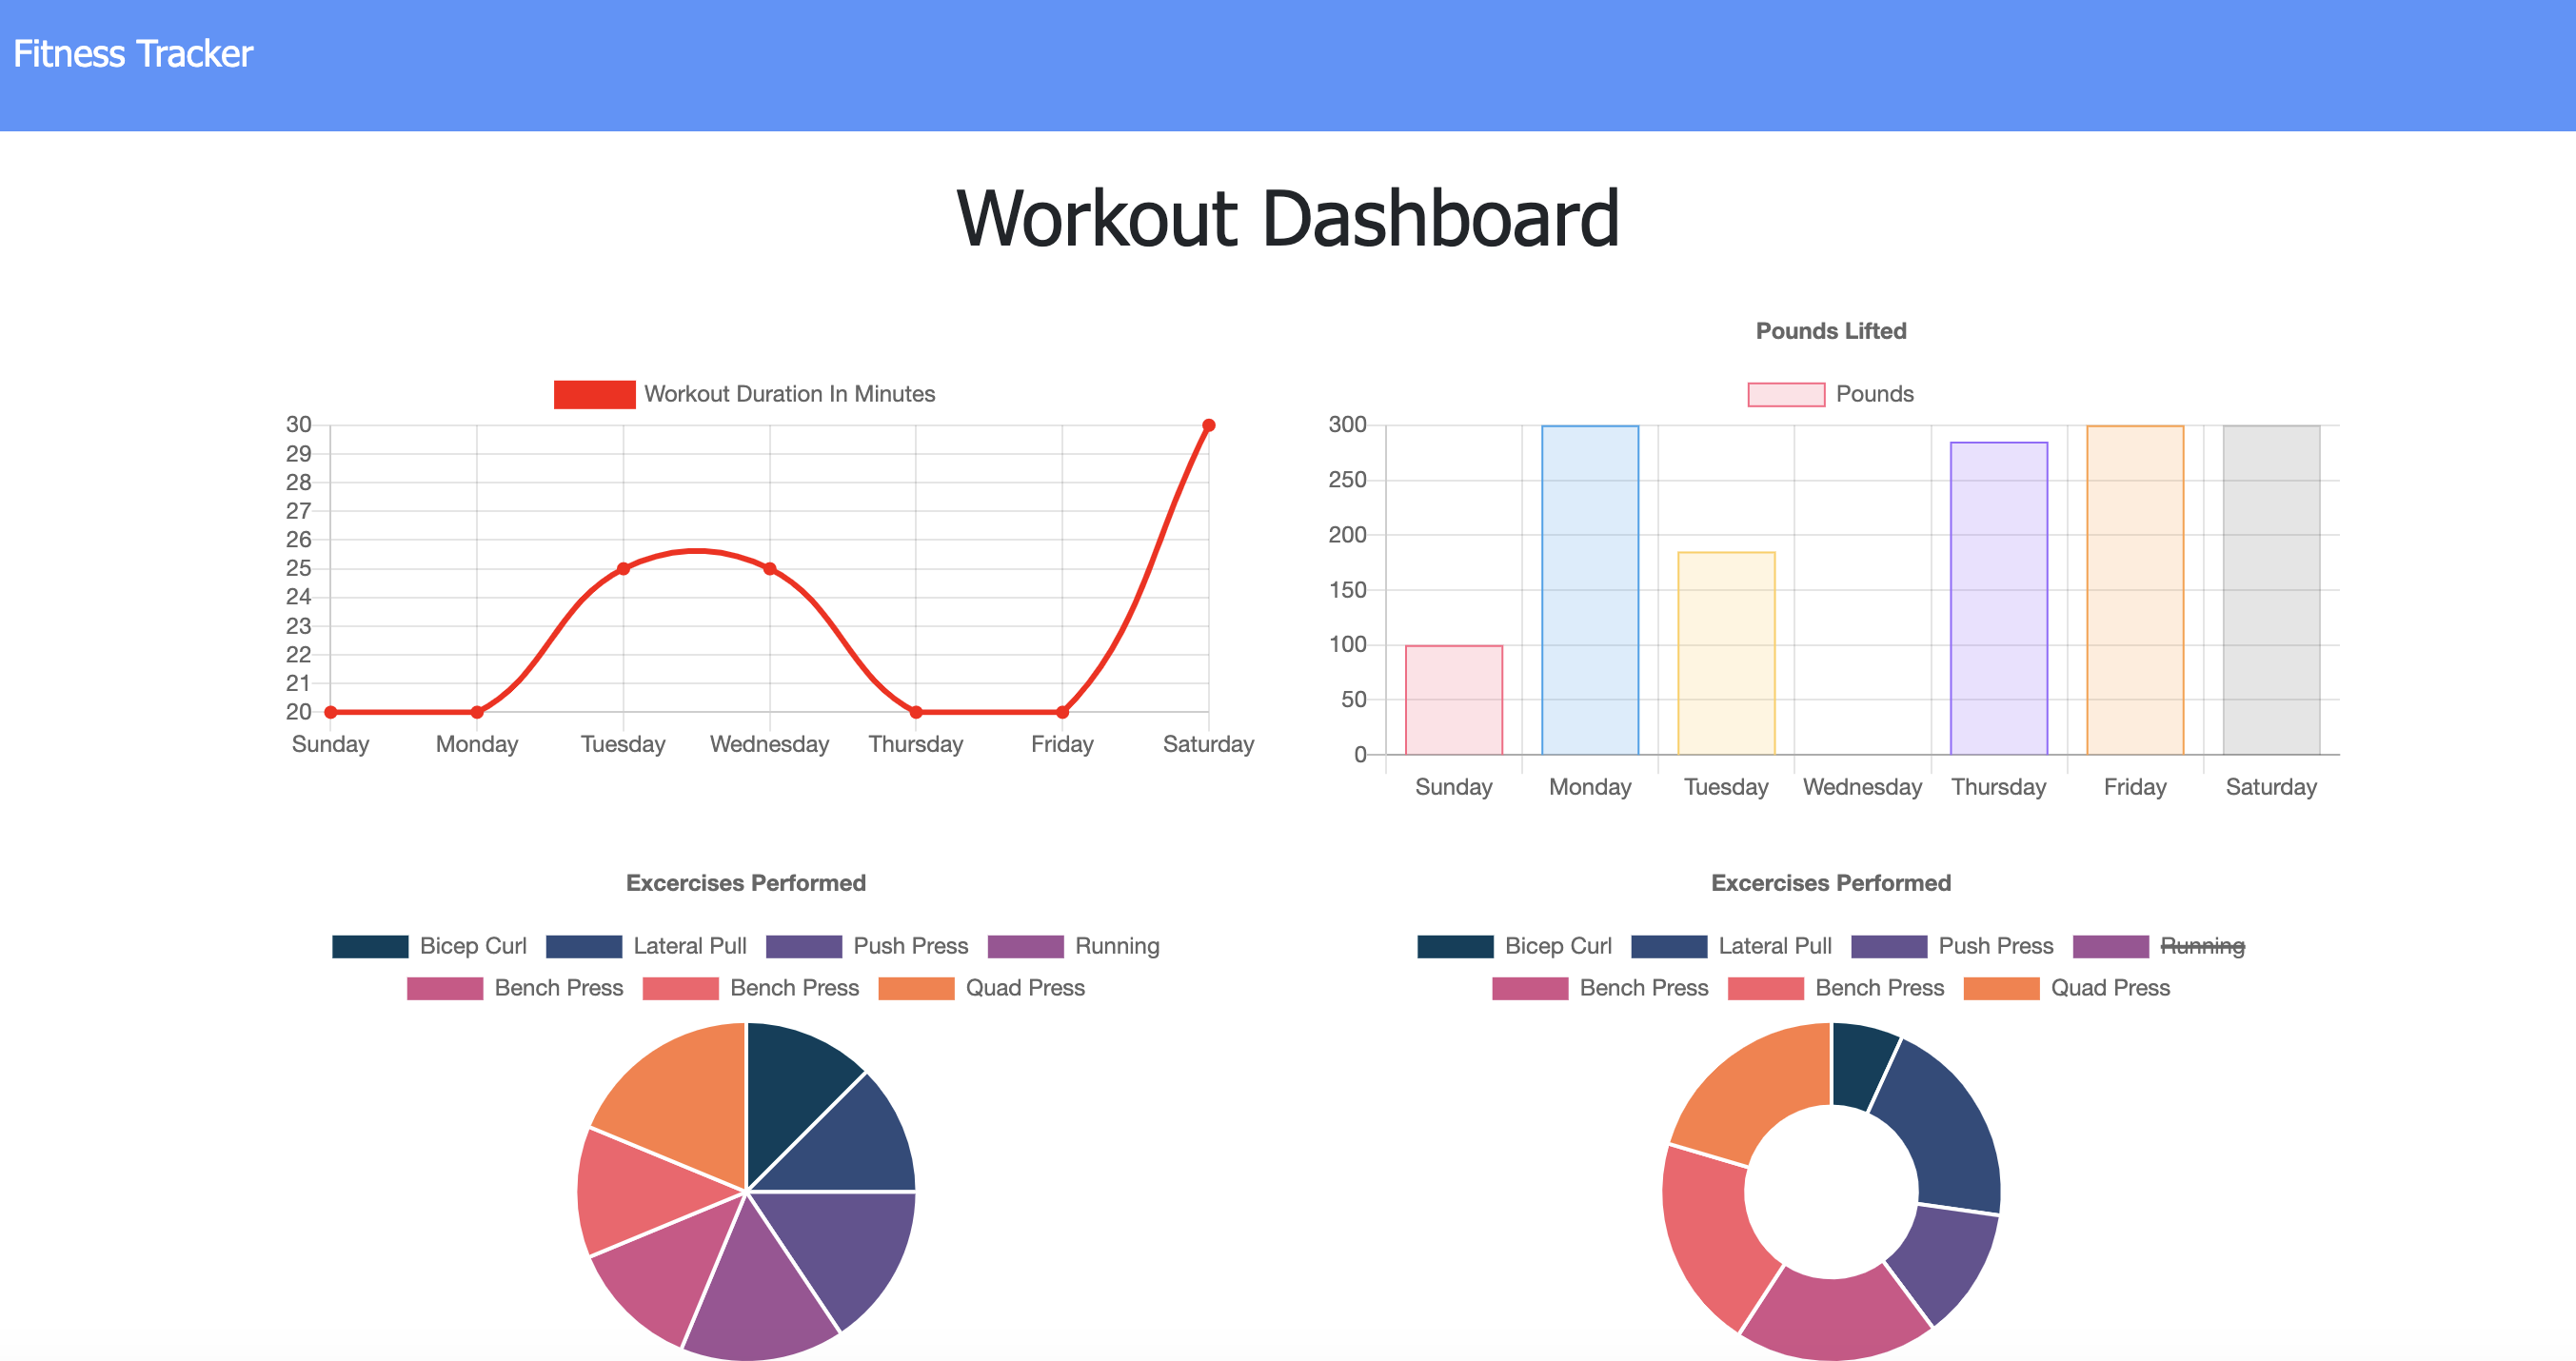 Fitness Tracker
Workout Dashboard
Workout Duration In Minutes
30
29
28
27
26
25
24
23
22
21
20
Sunday Monday Tuesday Wednesday Thursday Friday Saturday
Pounds Lifted
Pounds
300
250
200
150
100
50
0
Sunday Monday Tuesday Wednesday Thursday Friday Saturday
Excercises Performed
Bicep Curl Lateral Pull Push Press Running
Bench Press Bench Press Quad Press
Excercises Performed
Bicep Curl Lateral Pull Push Press Running
Bench Press Bench Press Quad Press